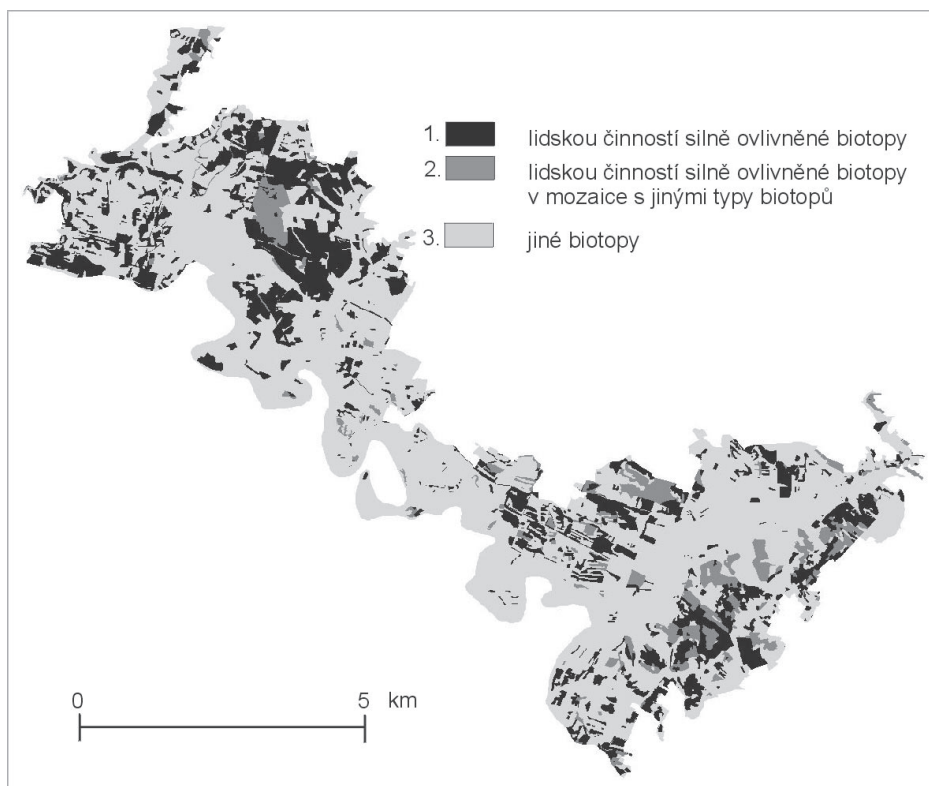 1. lidskou činností silně ovlivněné biotopy
2. lidskou činností silně ovlivněné biotopy
v mozaice s jinými typy biotopů
3. jiné biotopy
0 5 km